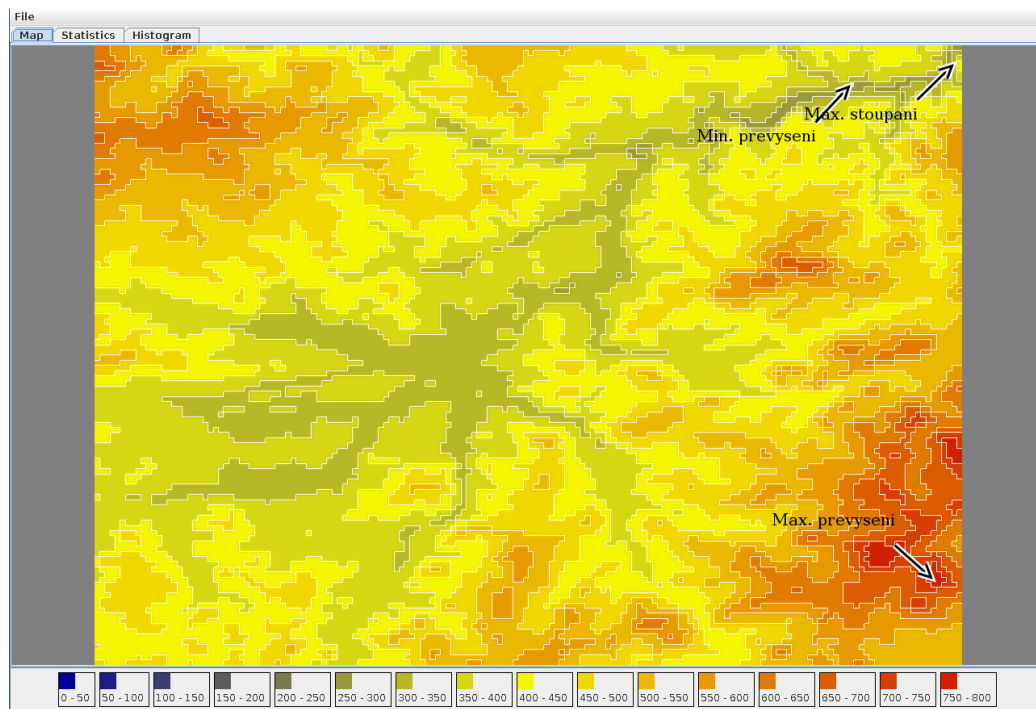 File
Map Statistics Histogram
Max. stoupani
Min. prevyseni
Max. prevyseni
0 - 50 50 - 100 100 - 150 150 - 200 200 - 250 250 - 300 300 - 350 350 - 400 400 - 450 450 - 500 500 - 550 550 - 600 600 - 650 650 - 700 700 - 750 750 - 800